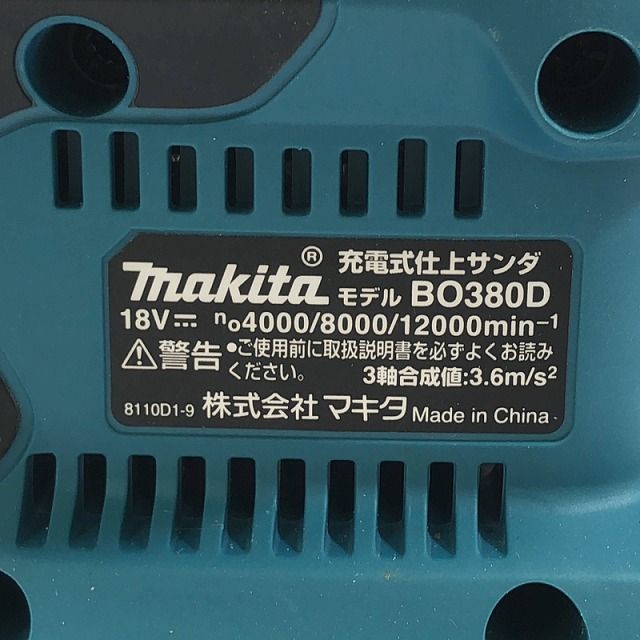 makita® 充電式仕上サンダ
モデル BO380D
18V⎓ n₀4000/8000/12000min⁻¹
⚠警告 •ご使用前に取扱説明書を必ずよくお読み
ください。 3軸合成値:3.6m/s²
8110D1-9 株式会社マキタ Made in China